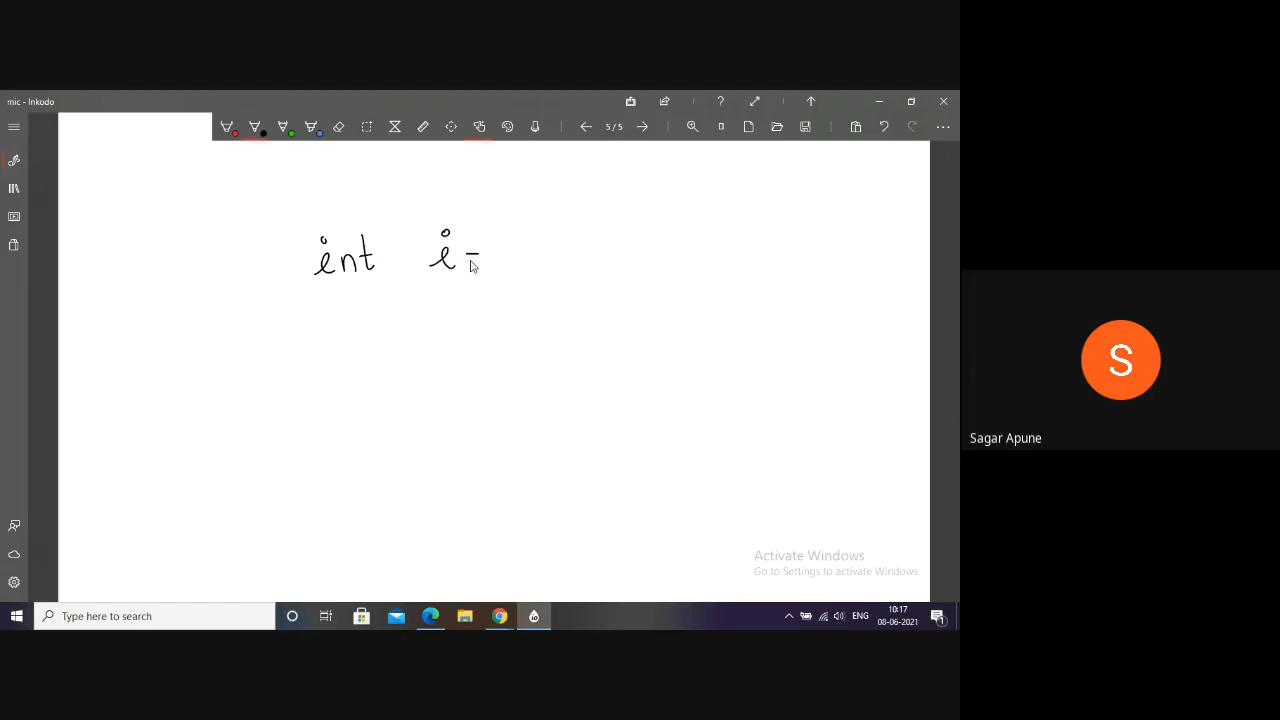 mic - Inkodo
5/5
int i -
S
Sagar Apune
Activate Windows
Go to Settings to activate Windows.
Type here to search
ENG
10:17
08-06-2021
1